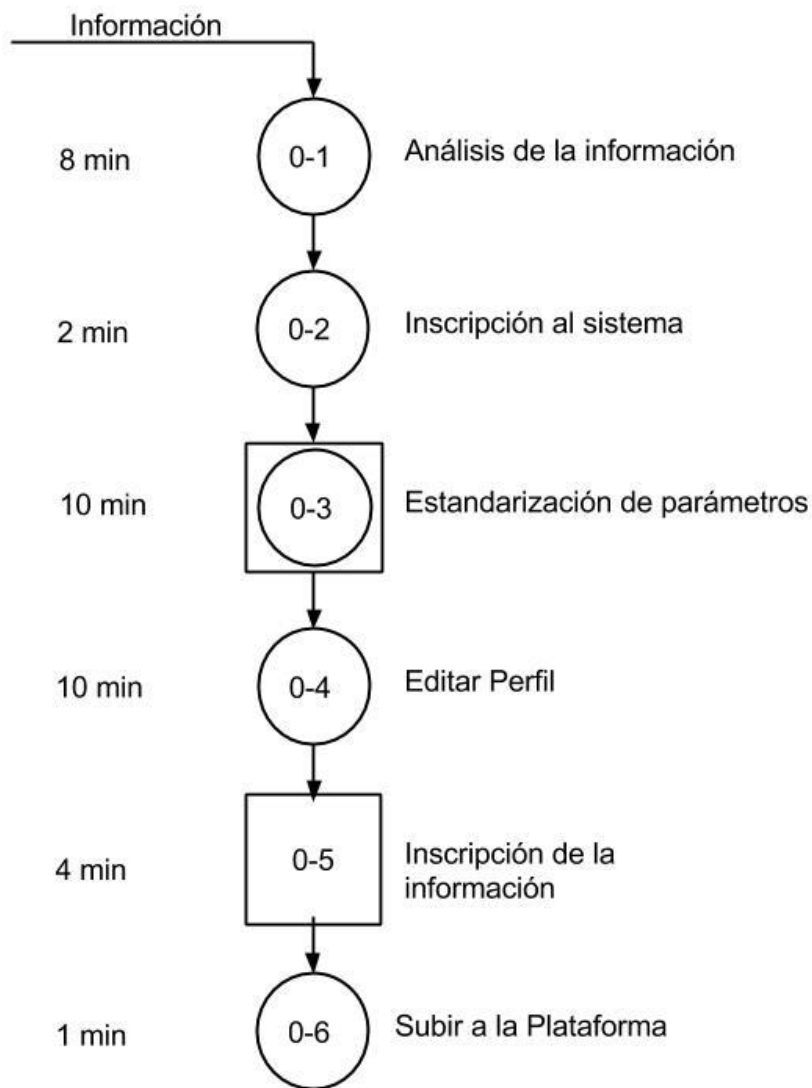 Información
8 min
0-1
Análisis de la información
2 min
0-2
Inscripción al sistema
10 min
0-3
Estandarización de parámetros
10 min
0-4
Editar Perfil
4 min
0-5
Inscripción de la
información
1 min
0-6
Subir a la Plataforma